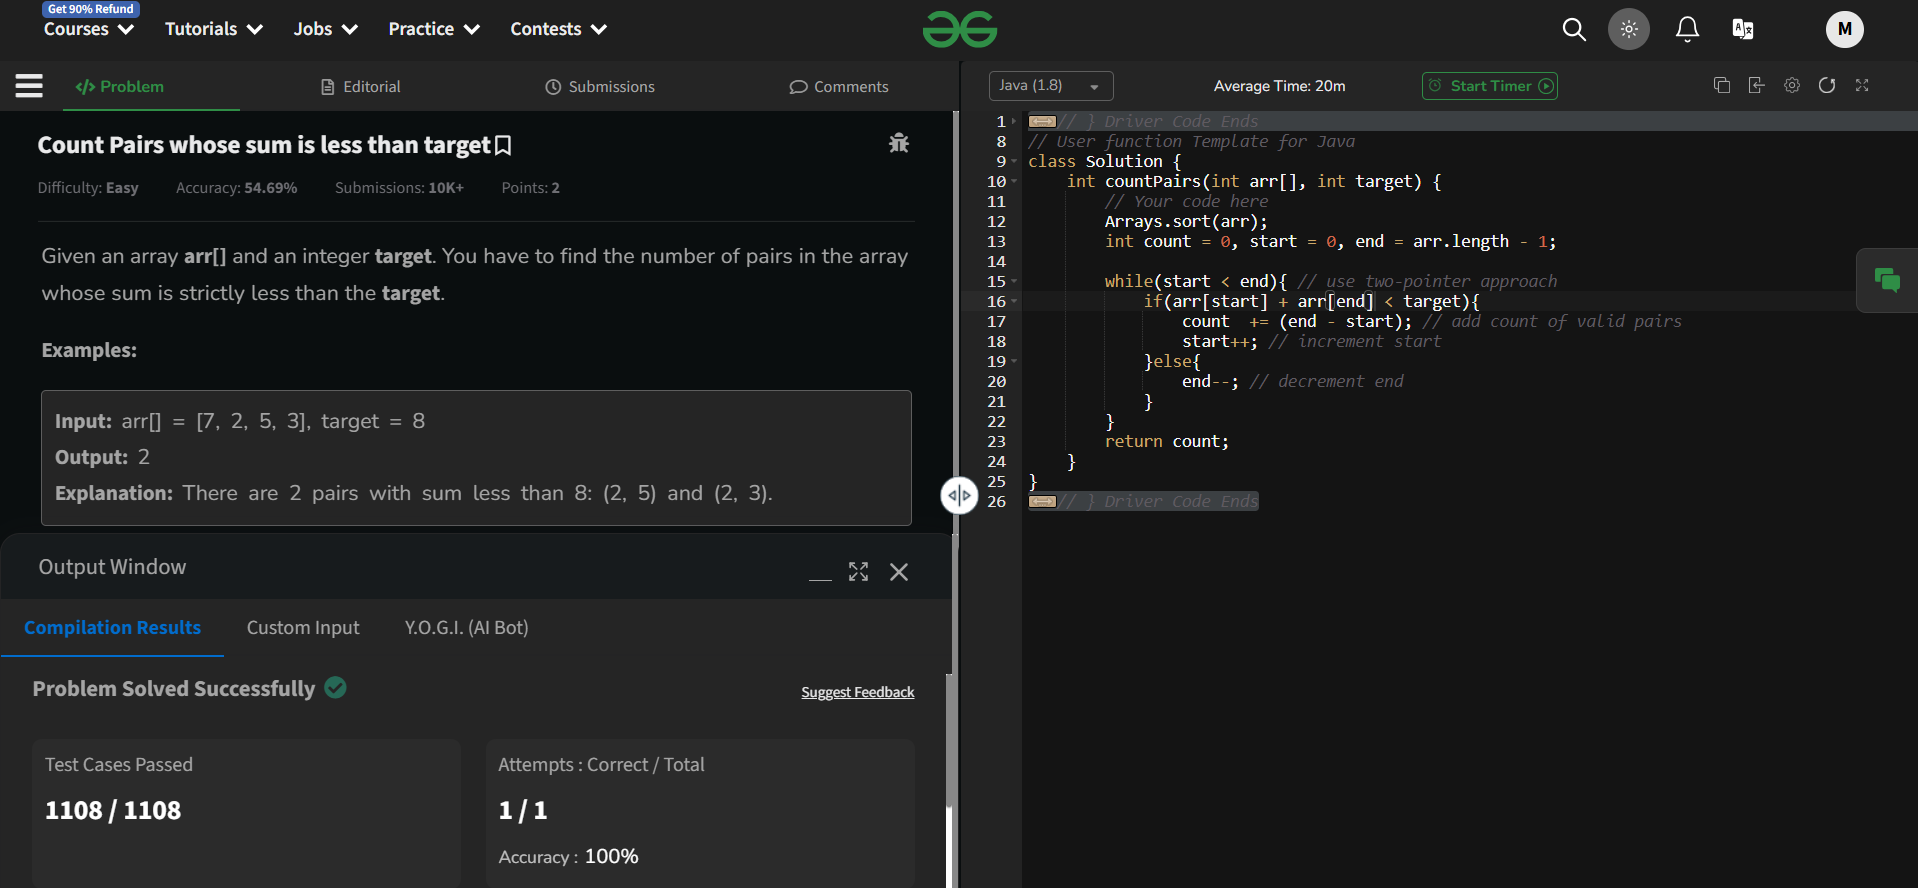 Get 90% Refund
Courses Tutorials Jobs Practice Contests
M
Problem Editorial Submissions Comments
Count Pairs whose sum is less than target
Difficulty: Easy Accuracy: 54.69% Submissions: 10K+ Points: 2
Given an array arr[] and an integer target. You have to find the number of pairs in the array
whose sum is strictly less than the target.
Examples:
Input: arr[] = [7, 2, 5, 3], target = 8
Output: 2
Explanation: There are 2 pairs with sum less than 8: (2, 5) and (2, 3).
Output Window
Compilation Results Custom Input Y.O.G.I. (AI Bot)
Problem Solved Successfully
Suggest Feedback
Test Cases Passed
1108 / 1108
Attempts : Correct / Total
1 / 1
Accuracy : 100%
Java (1.8) Average Time: 20m Start Timer
1 // } Driver Code Ends
8 // User function Template for Java
9 class Solution {
10 int countPairs(int arr[], int target) {
11 // Your code here
12 Arrays.sort(arr);
13 int count = 0, start = 0, end = arr.length - 1;
14
15 while(start < end){ // use two-pointer approach
16 if(arr[start] + arr[end] < target){
17 count  += (end - start); // add count of valid pairs
18 start++; // increment start
19 }else{
20 end--; // decrement end
21 }
22 }
23 return count;
24 }
25 }
26 // } Driver Code Ends